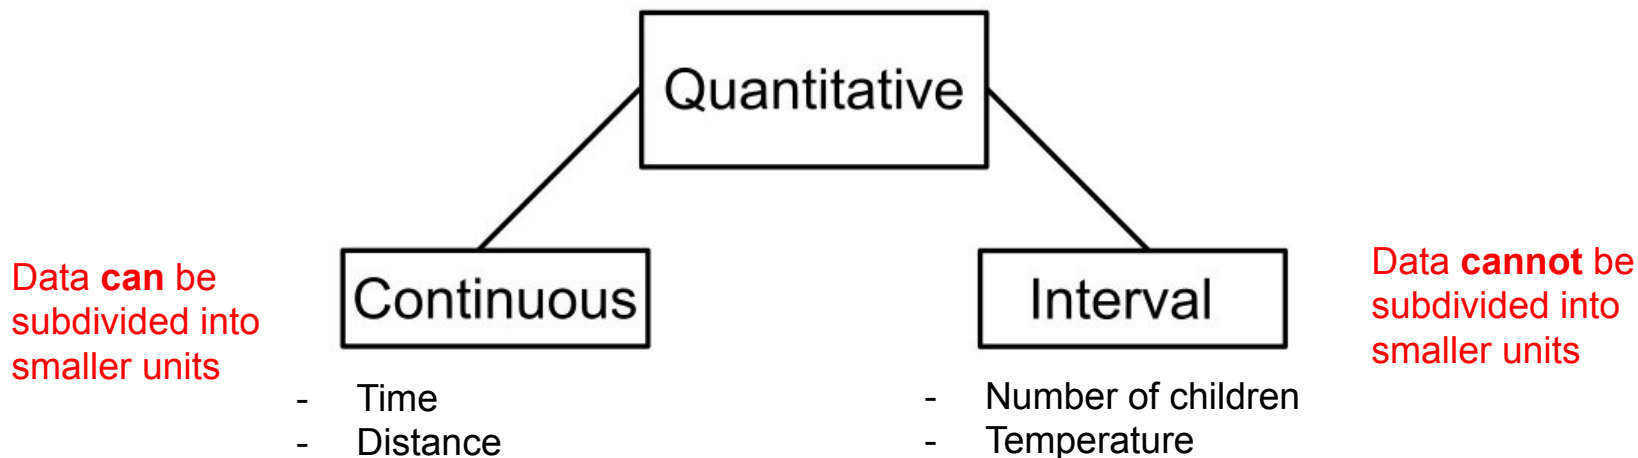 Quantitative
Continuous
Interval
Data can be
subdivided into
smaller units
Data cannot be
subdivided into
smaller units
- Time
- Distance
- Number of children
- Temperature